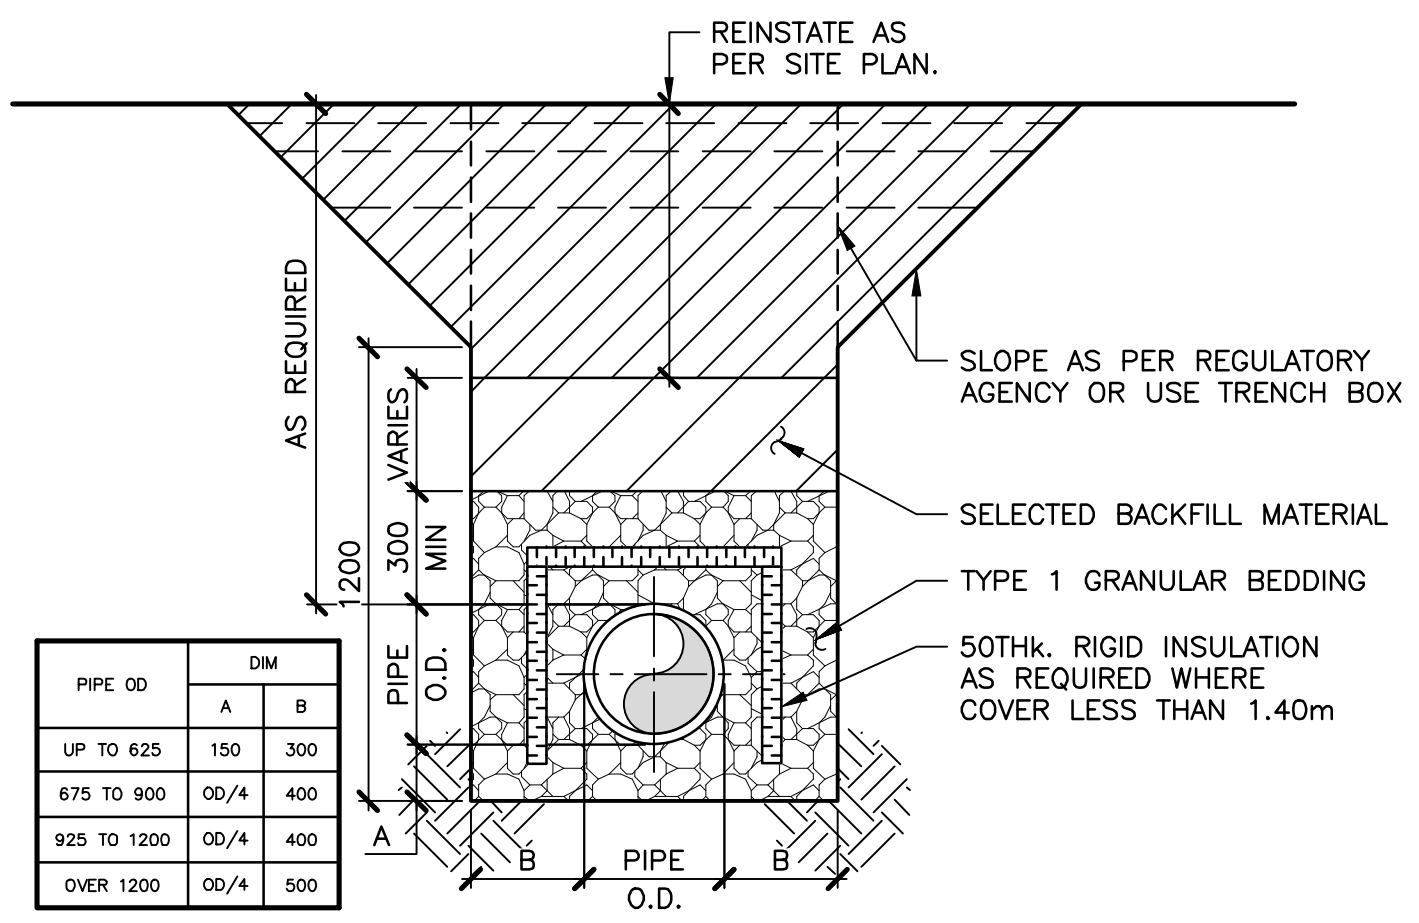 REINSTATE AS
PER SITE PLAN.
AS REQUIRED
SLOPE AS PER REGULATORY
AGENCY OR USE TRENCH BOX
VARIES
SELECTED BACKFILL MATERIAL
1200
300
MIN
TYPE 1 GRANULAR BEDDING
50THk. RIGID INSULATION
AS REQUIRED WHERE
COVER LESS THAN 1.40m
PIPE
O.D.
A
B
PIPE
O.D.
B
PIPE OD DIM
A B
UP TO 625 150 300
675 TO 900 OD/4 400
925 TO 1200 OD/4 400
OVER 1200 OD/4 500